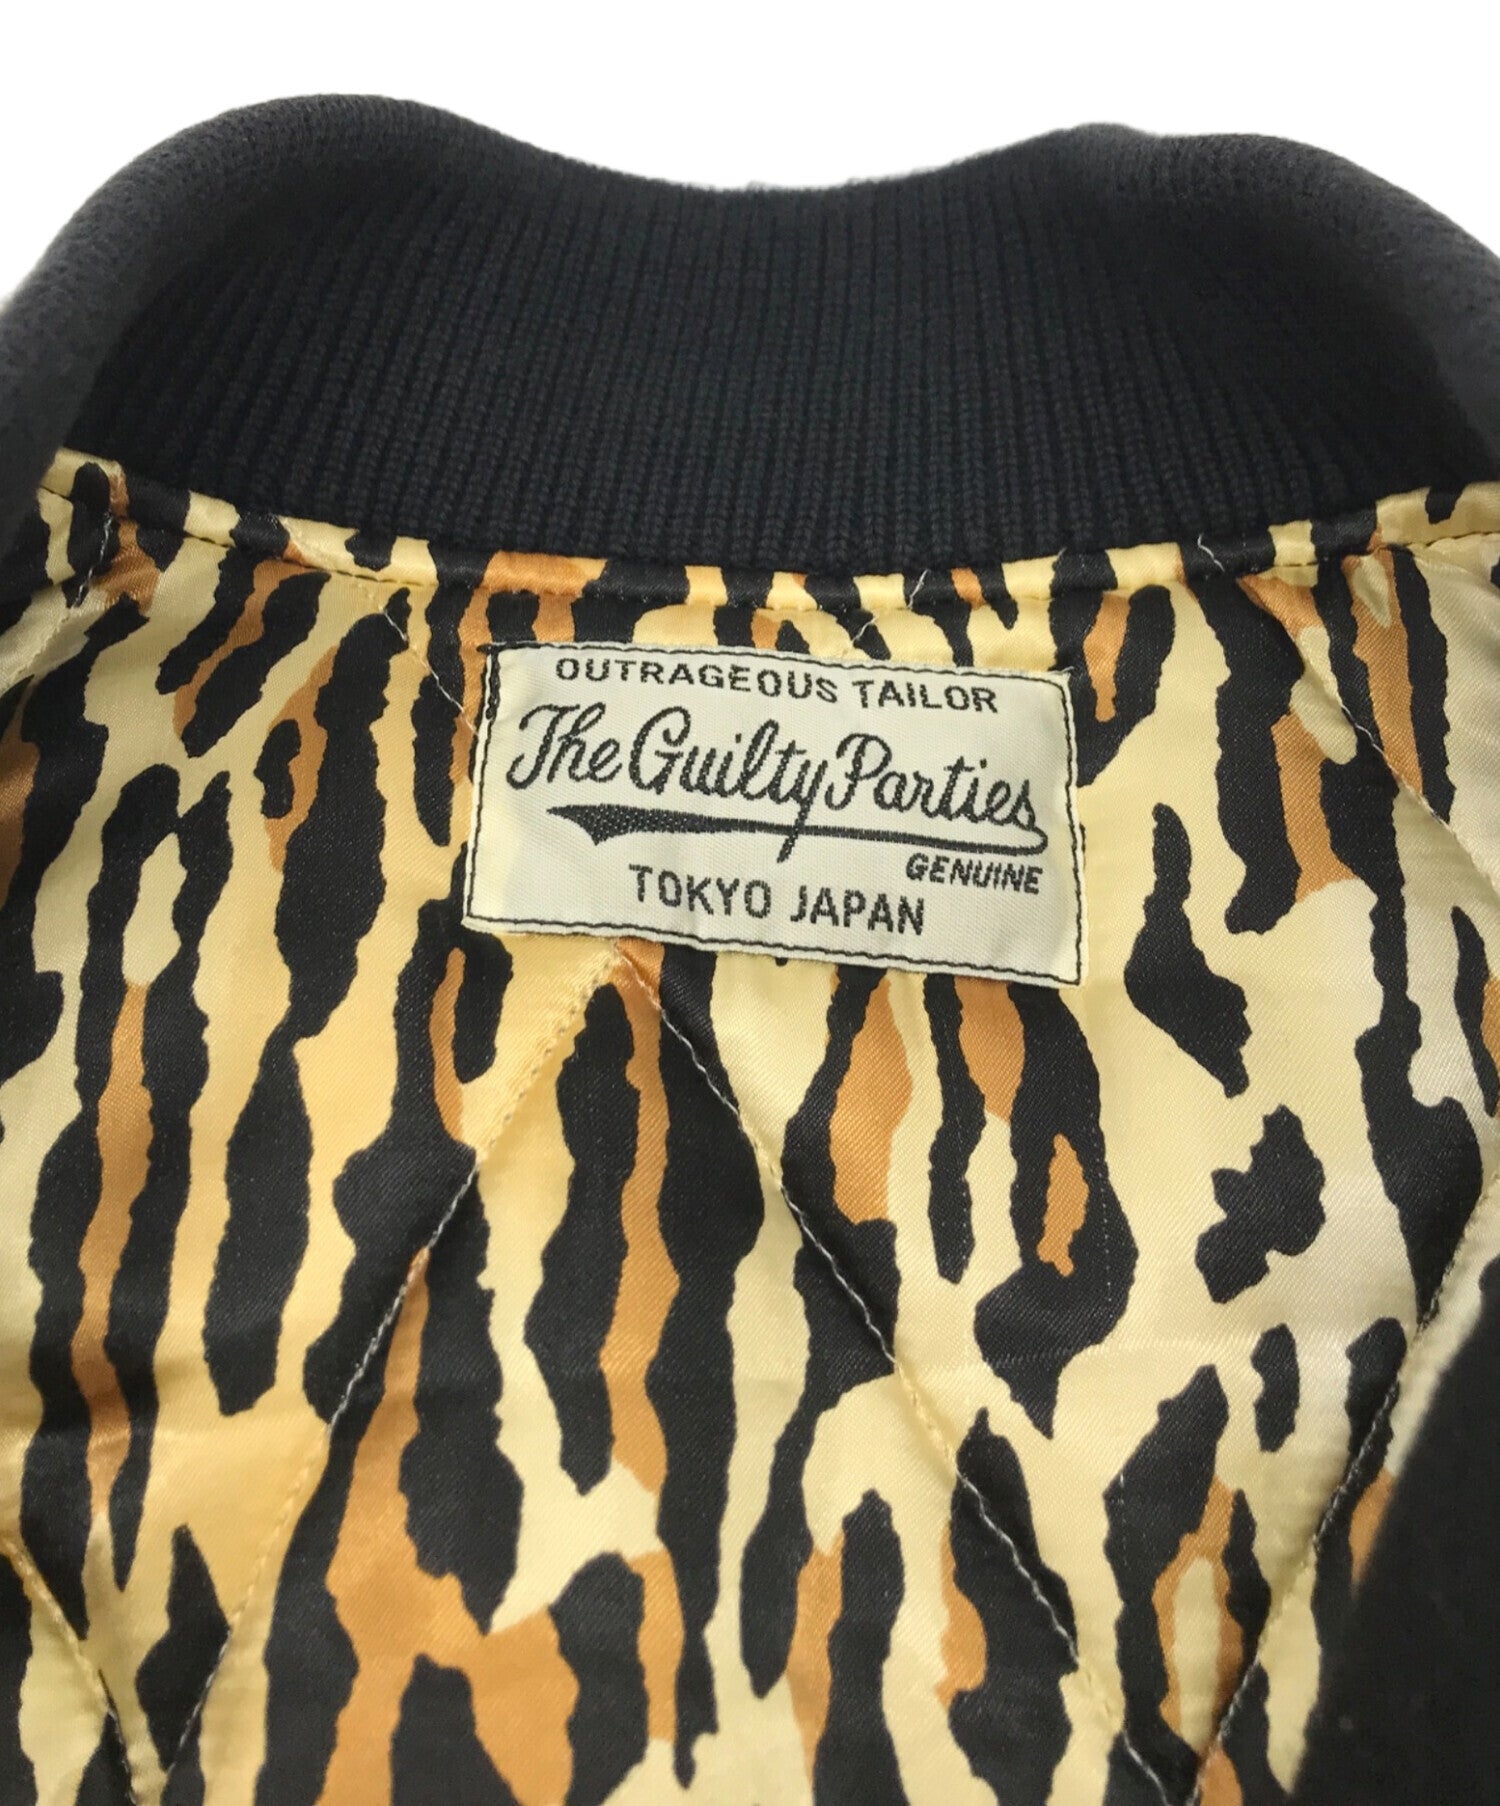 OUTRAGEOUS TAILOR
The Guilty Parties
GENUINE
TOKYO JAPAN